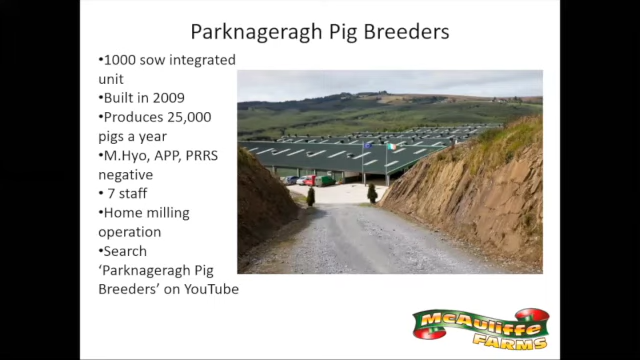 Parknageragh Pig Breeders
•1000 sow integrated
unit
•Built in 2009
•Produces 25,000
pigs a year
•M.Hyo, APP, PRRS
negative
• 7 staff
•Home milling
operation
•Search
‘Parknageragh Pig
Breeders’ on YouTube
McAuliffe
FARMS